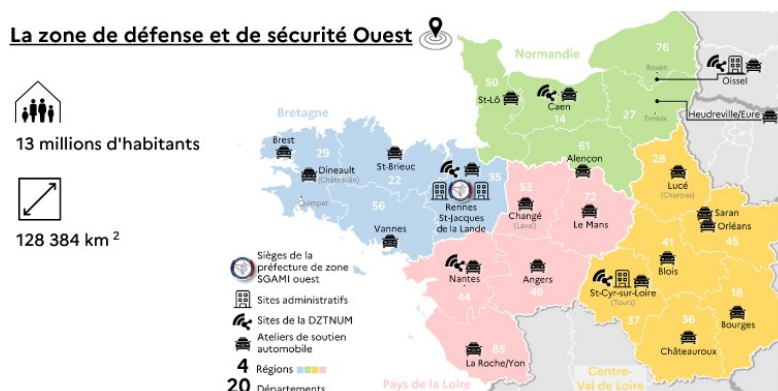 La zone de défense et de sécurité Ouest
13 millions d'habitants
128 384 km²
Normandie
76
Rouen
Oissel
50
St-Lô
Caen
14
27
Évreux
Heudreville/Eure
Bretagne
Brest
29
Dineault
(Châteaulin)
St-Brieuc
22
35
Quimper
56
Rennes
St-Jacques
de la Lande
Vannes
61
Alençon
28
Lucé
(Chartres)
53
Changé
(Laval)
72
Le Mans
Saran
Orléans
45
41
Blois
Nantes
44
Angers
49
St-Cyr-sur-Loire
(Tours)
37
18
Bourges
36
Châteauroux
85
La Roche/Yon
Pays de la Loire
Centre-
Val de Loire
Sièges de la
préfecture de zone
SGAMI ouest
Sites administratifs
Sites de la DZTNUM
Ateliers de soutien
automobile
4 Régions
20 Départements